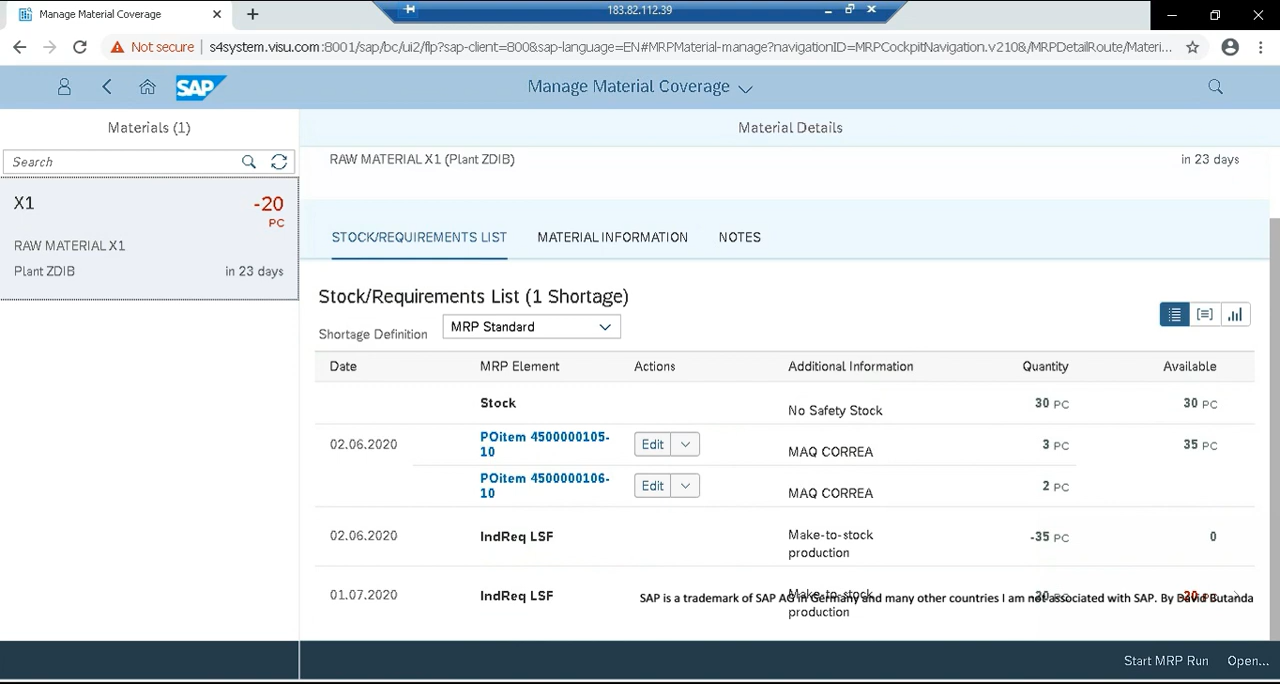 Manage Material Coverage
183.82.112.39
Not secure s4system.visu.com:8001/sap/bc/ui2/flp?sap-client=800&sap-language=EN#MRPMaterial-manage?navigationID=MRPCockpitNavigation.v210&/MRPDetailRoute/Materi...
SAP
Manage Material Coverage
Materials (1)
Material Details
Search
RAW MATERIAL X1 (Plant ZDIB)
in 23 days
X1
-20
PC
RAW MATERIAL X1
Plant ZDIB
in 23 days
STOCK/REQUIREMENTS LIST
MATERIAL INFORMATION
NOTES
Stock/Requirements List (1 Shortage)
Shortage Definition
MRP Standard
Date MRP Element Actions Additional Information Quantity Available
Stock No Safety Stock 30 PC 30 PC
02.06.2020 POitem 4500000105-
10
Edit MAQ CORREA 3 PC 35 PC
POitem 4500000106-
10
Edit MAQ CORREA 2 PC
02.06.2020 IndReq LSF Make-to-stock
production
-35 PC 0
01.07.2020 IndReq LSF Make-to-stock
production
SAP is a trademark of SAP AG in Germany and many other countries I am not associated with SAP. By David Butanda
Start MRP Run Open...